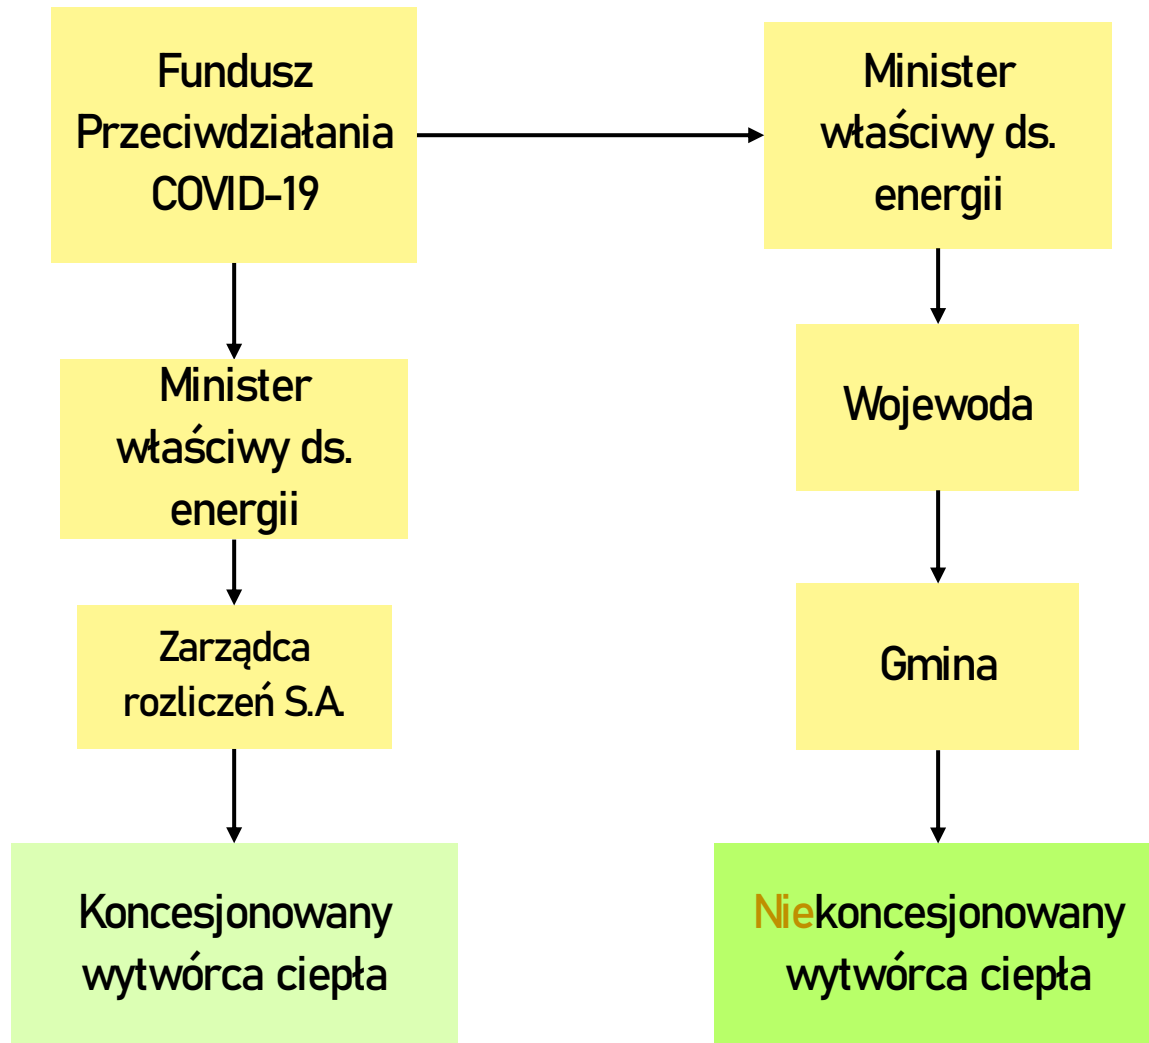 Fundusz
Przeciwdziałania
COVID-19
Minister
właściwy ds.
energii
Minister
właściwy ds.
energii
Wojewoda
Zarządca
rozliczeń S.A.
Gmina
Koncesjonowany
wytwórca ciepła
Niekoncesjonowany
wytwórca ciepła